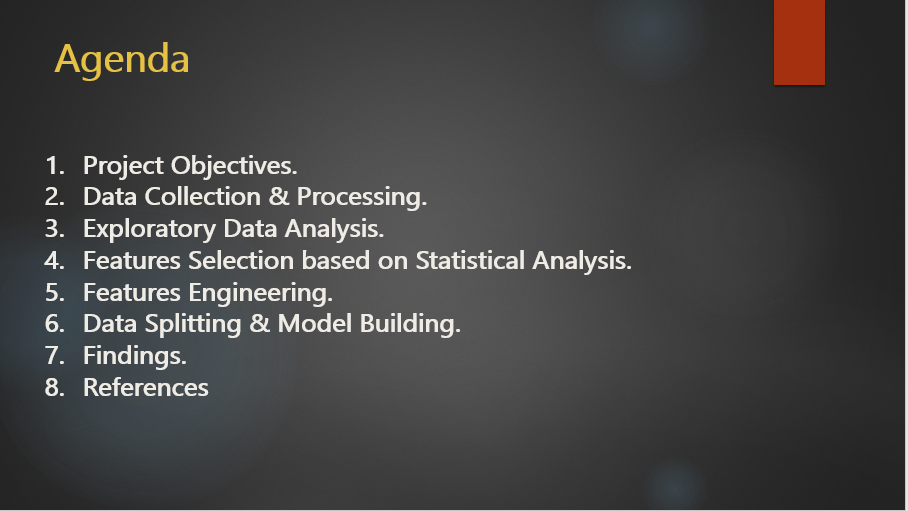 Agenda
1. Project Objectives.
2. Data Collection & Processing.
3. Exploratory Data Analysis.
4. Features Selection based on Statistical Analysis.
5. Features Engineering.
6. Data Splitting & Model Building.
7. Findings.
8. References